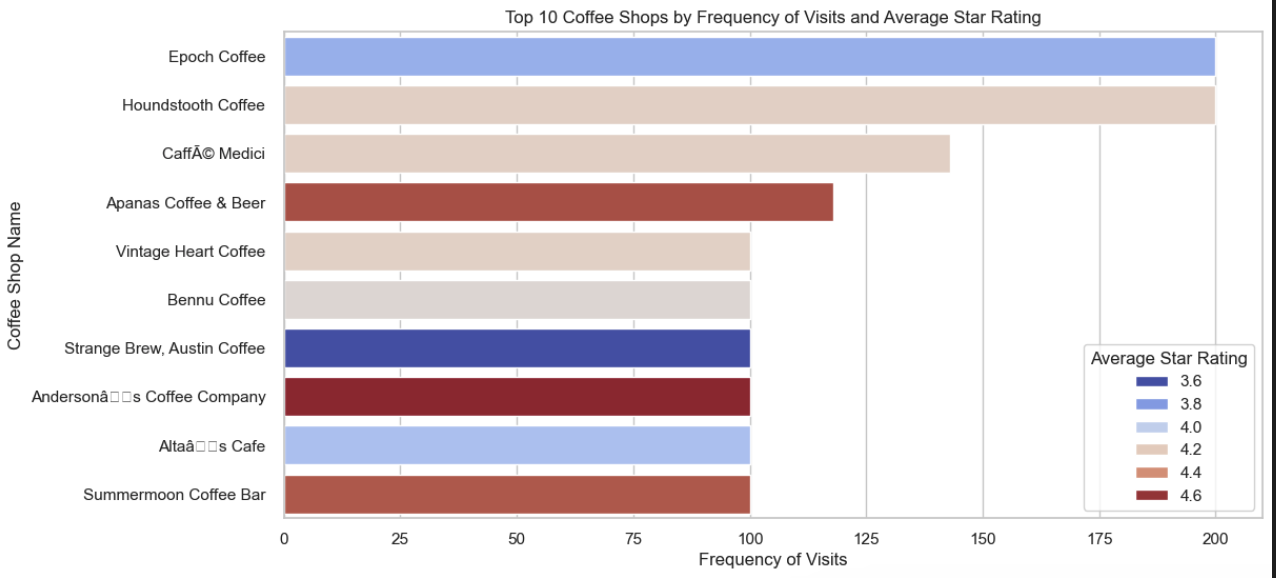 Top 10 Coffee Shops by Frequency of Visits and Average Star Rating
Coffee Shop Name
Epoch Coffee
Houndstooth Coffee
CaffÃ© Medici
Apanas Coffee & Beer
Vintage Heart Coffee
Bennu Coffee
Strange Brew, Austin Coffee
Andersonâ□□s Coffee Company
Altaâ□□s Cafe
Summermoon Coffee Bar
Average Star Rating
3.6
3.8
4.0
4.2
4.4
4.6
0 25 50 75 100 125 150 175 200
Frequency of Visits